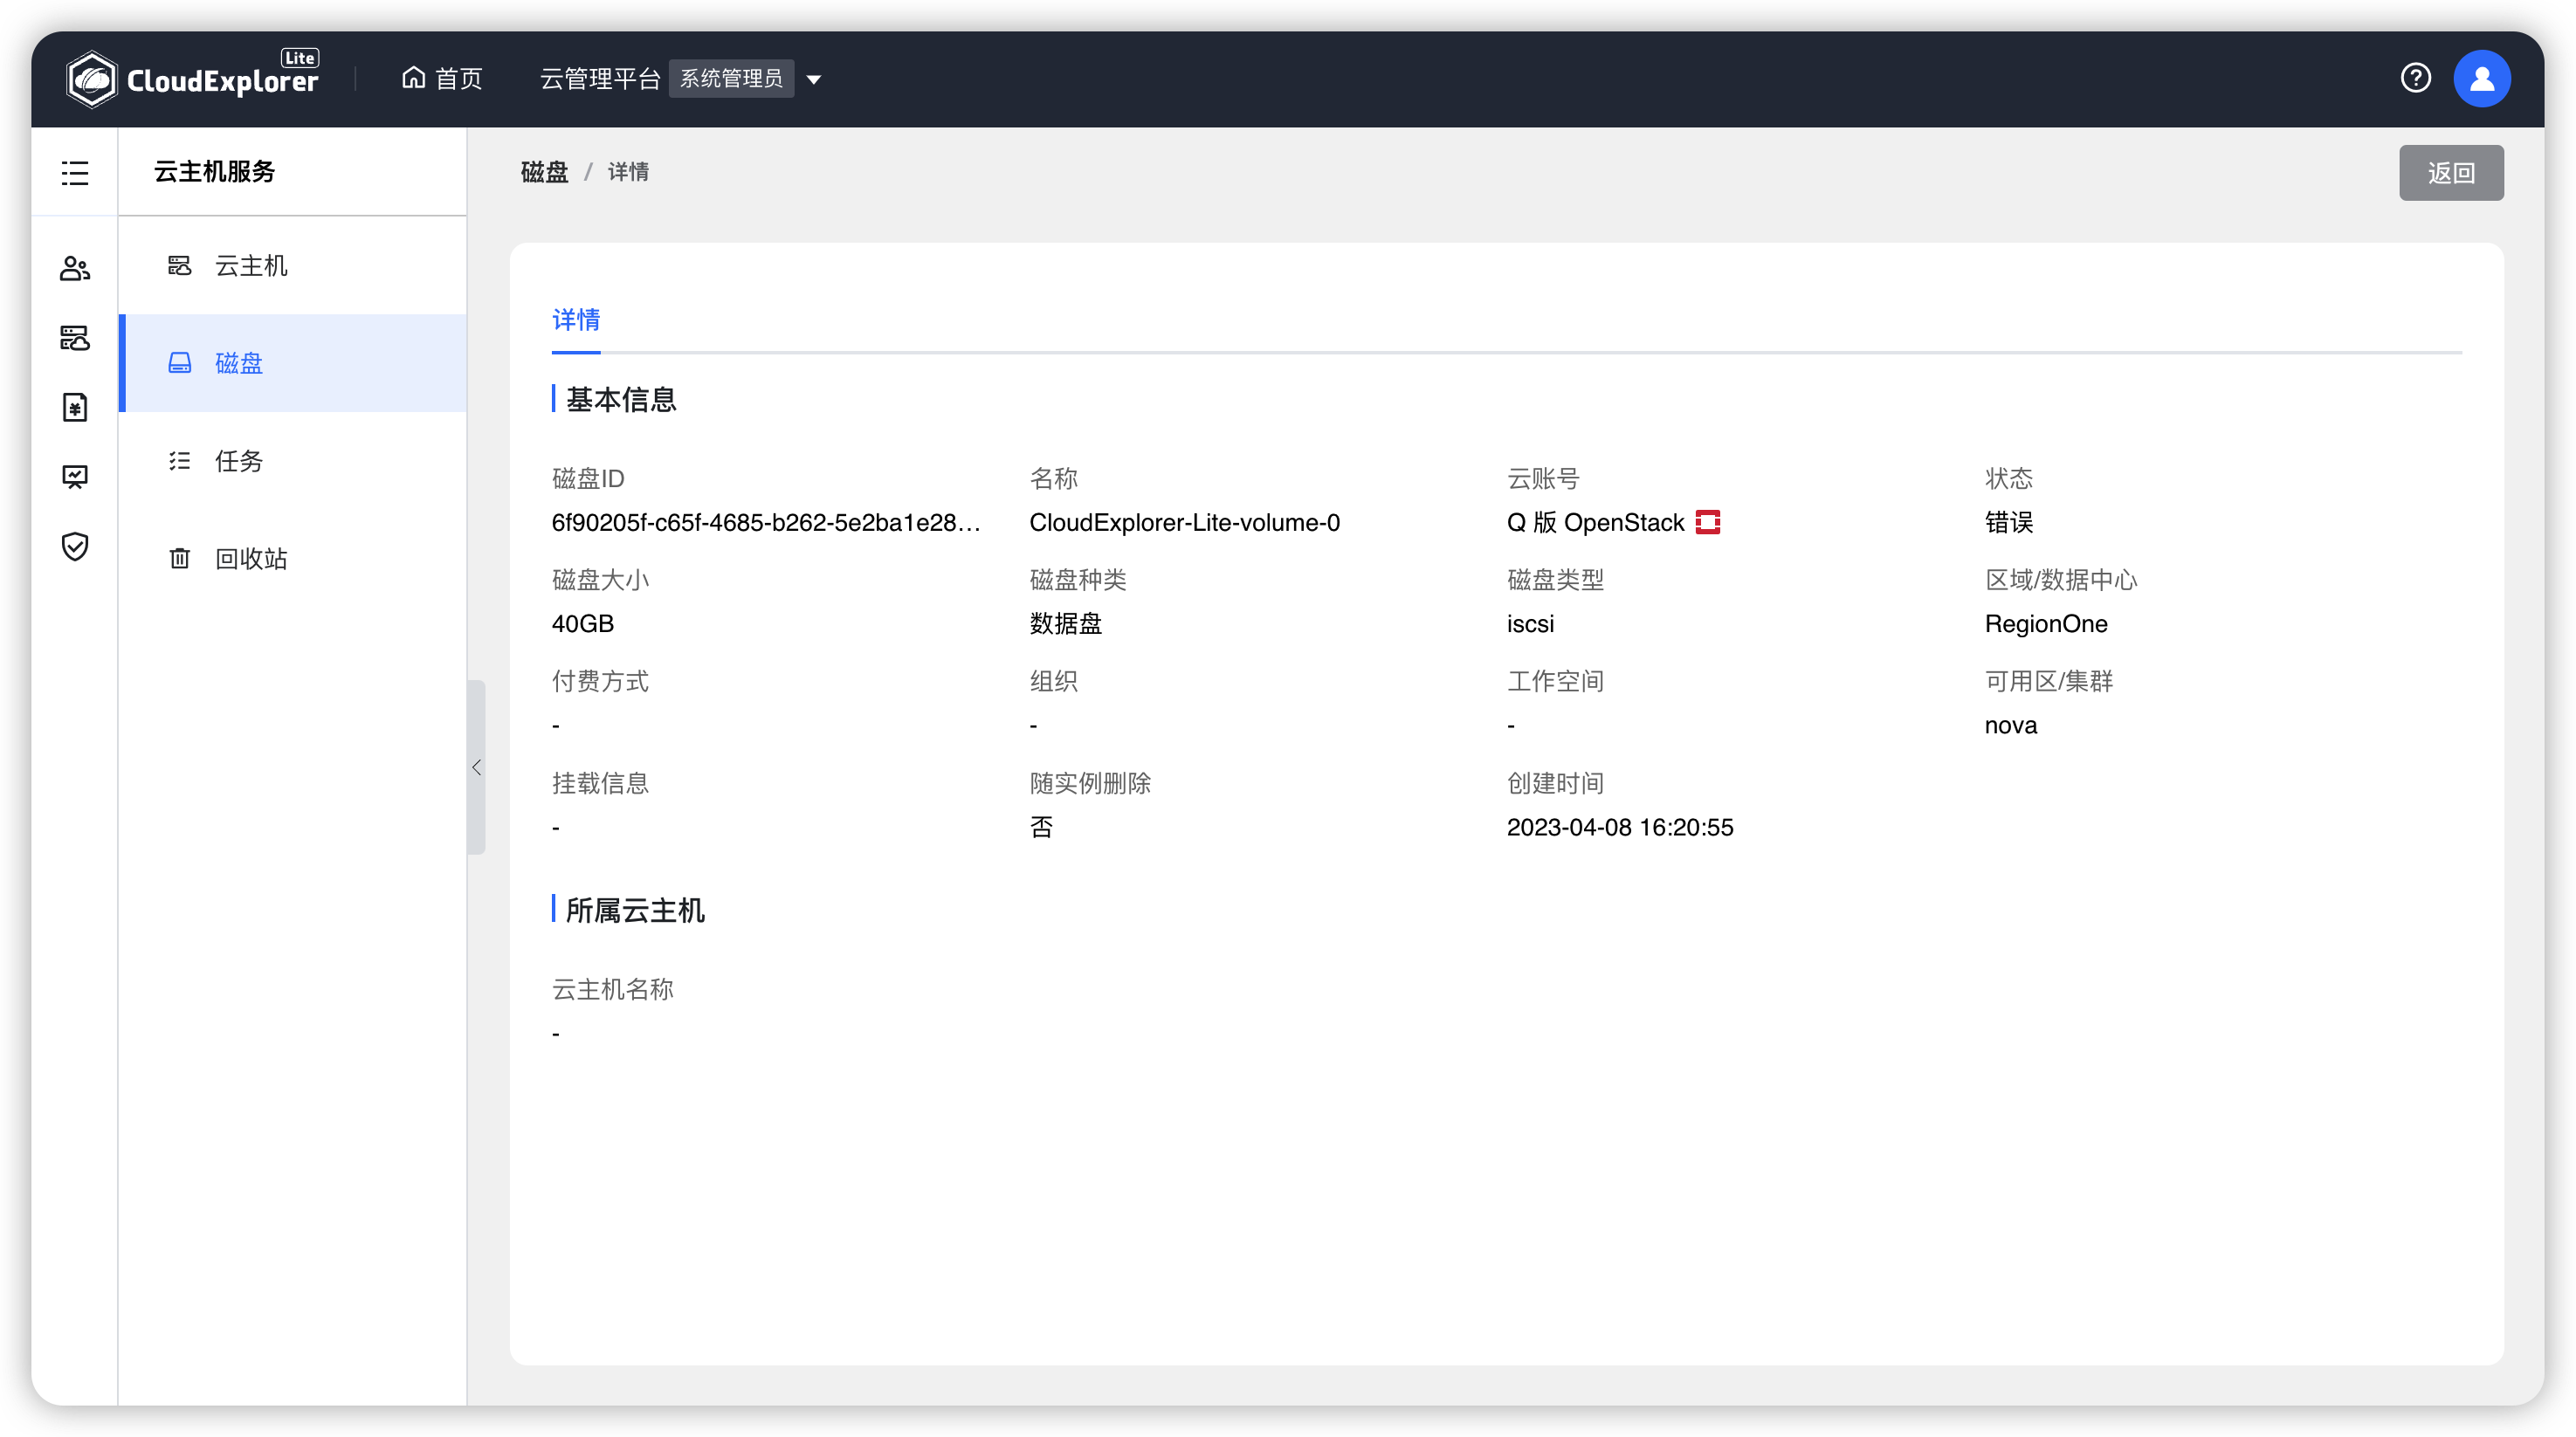 CloudExplorer Lite
首页
云管理平台 系统管理员
云主机服务
云主机
磁盘
任务
回收站
磁盘 / 详情
返回
详情
基本信息
磁盘ID 名称 云账号 状态
6f90205f-c65f-4685-b262-5e2ba1e28... CloudExplorer-Lite-volume-0 Q 版 OpenStack 错误
磁盘大小 磁盘种类 磁盘类型 区域/数据中心
40GB 数据盘 iscsi RegionOne
付费方式 组织 工作空间 可用区/集群
- - - nova
挂载信息 随实例删除 创建时间
- 否 2023-04-08 16:20:55
所属云主机
云主机名称
-